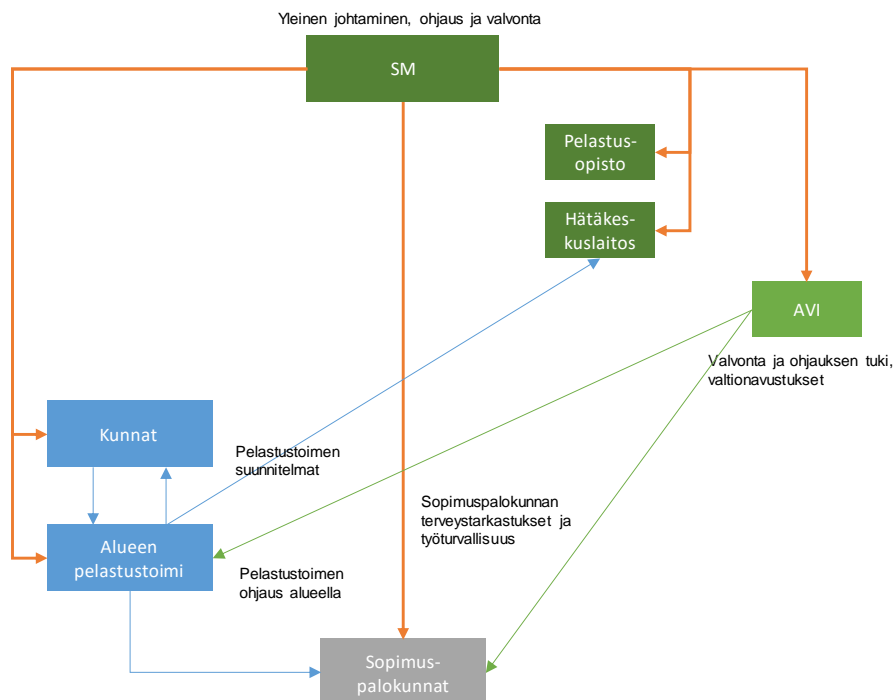 Yleinen johtaminen, ohjaus ja valvonta
SM
Pelastus-
opisto
Hätäkes-
kuslaitos
AVI
Valvonta ja ohjauksen tuki,
valtionavustukset
Kunnat
Pelastustoimen
suunnitelmat
Sopimuspalokunnan
terveystarkastukset ja
työturvallisuus
Alueen
pelastustoimi
Pelastustoimen
ohjaus alueella
Sopimus-
palokunnat